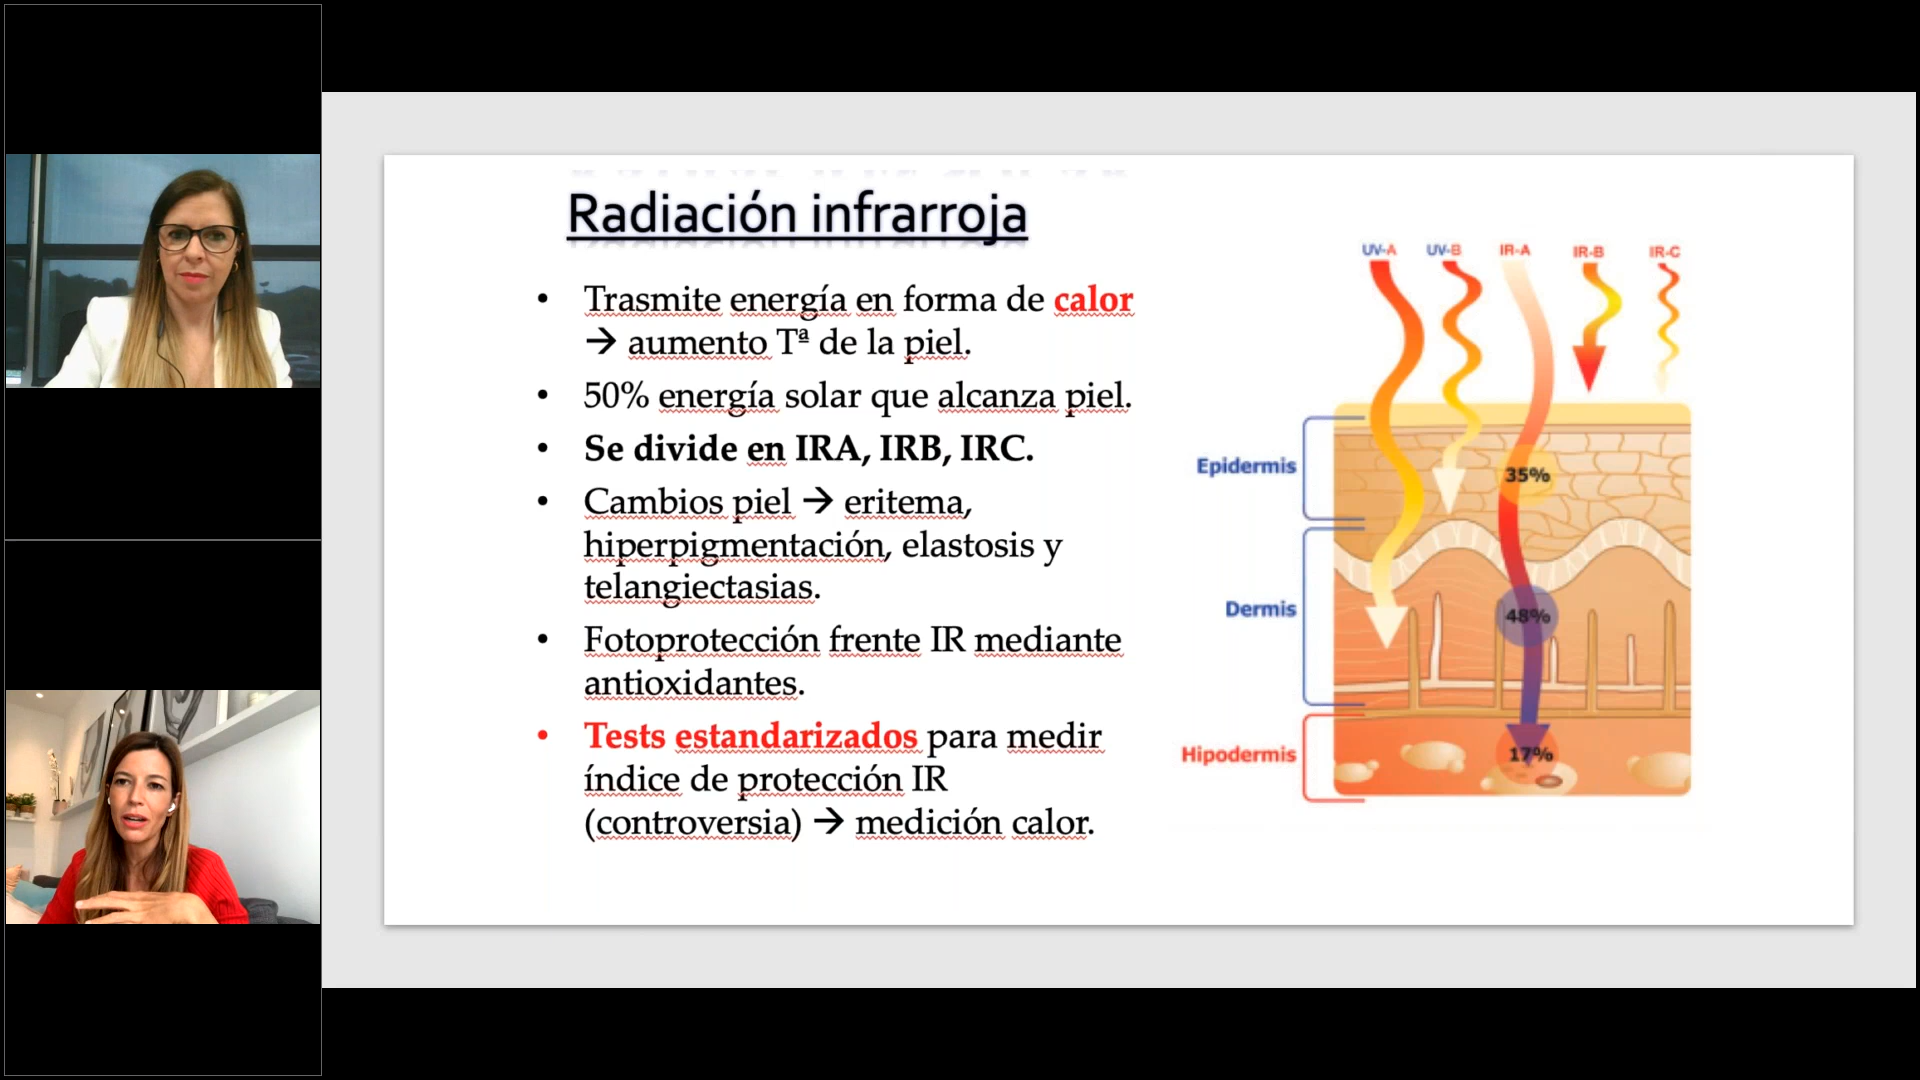 Radiación infrarroja
• Trasmite energía en forma de calor
→ aumento Tª de la piel.
• 50% energía solar que alcanza piel.
• Se divide en IRA, IRB, IRC.
• Cambios piel → eritema,
hiperpigmentación, elastosis y
telangiectasias.
• Fotoprotección frente IR mediante
antioxidantes.
• Tests estandarizados para medir
índice de protección IR
(controversia) → medición calor.
UV-A UV-B IR-A IR-B IR-C
Epidermis
35%
Dermis
48%
Hipodermis
17%